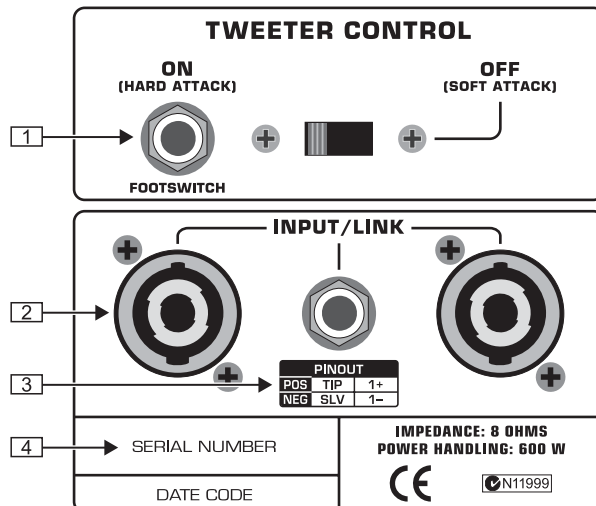 TWEETER CONTROL
ON
(HARD ATTACK)
OFF
(SOFT ATTACK)
1
FOOTSWITCH
INPUT/LINK
2
3
PINOUT
POS TIP 1+
NEG SLV 1-
4
SERIAL NUMBER
DATE CODE
IMPEDANCE: 8 OHMS
POWER HANDLING: 600 W
CE
N11999